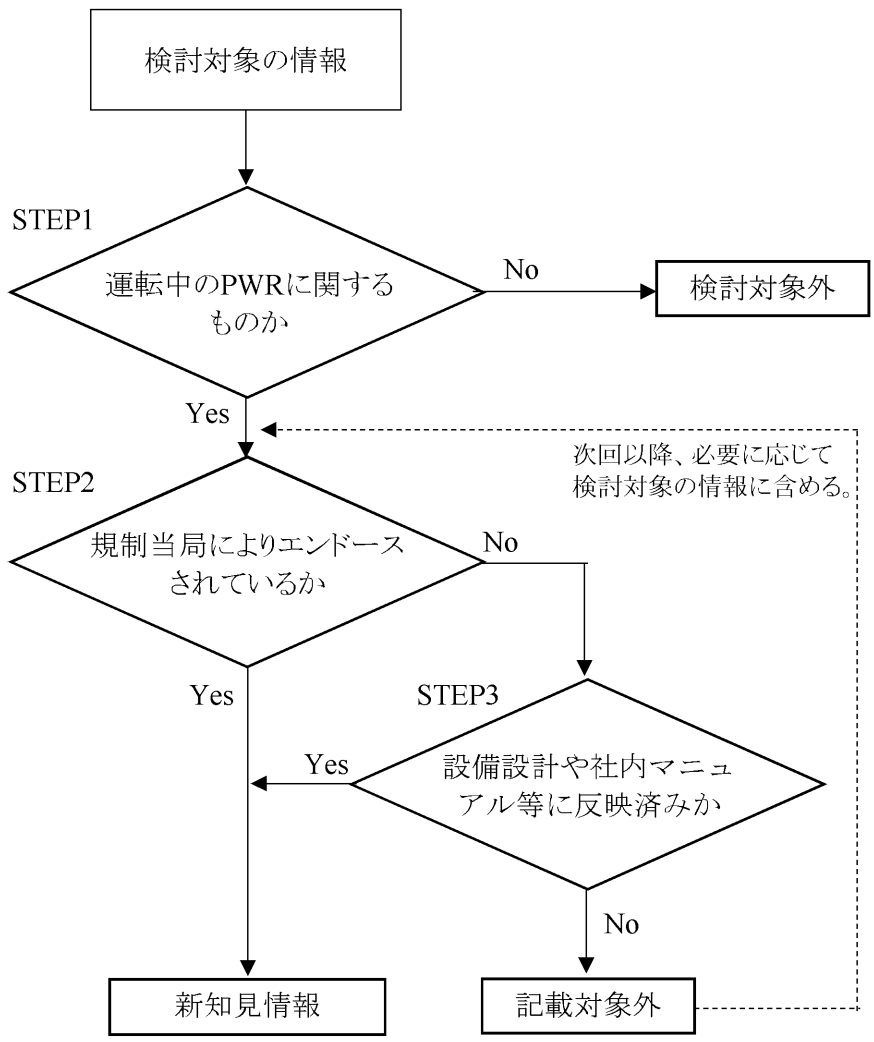 検討対象の情報
STEP1
運転中のPWRに関する
ものか
No
検討対象外
Yes
次回以降、必要に応じて
検討対象の情報に含める。
STEP2
規制当局によりエンドース
されているか
No
Yes
STEP3
設備設計や社内マニュ
アル等に反映済みか
Yes
No
新知見情報
記載対象外